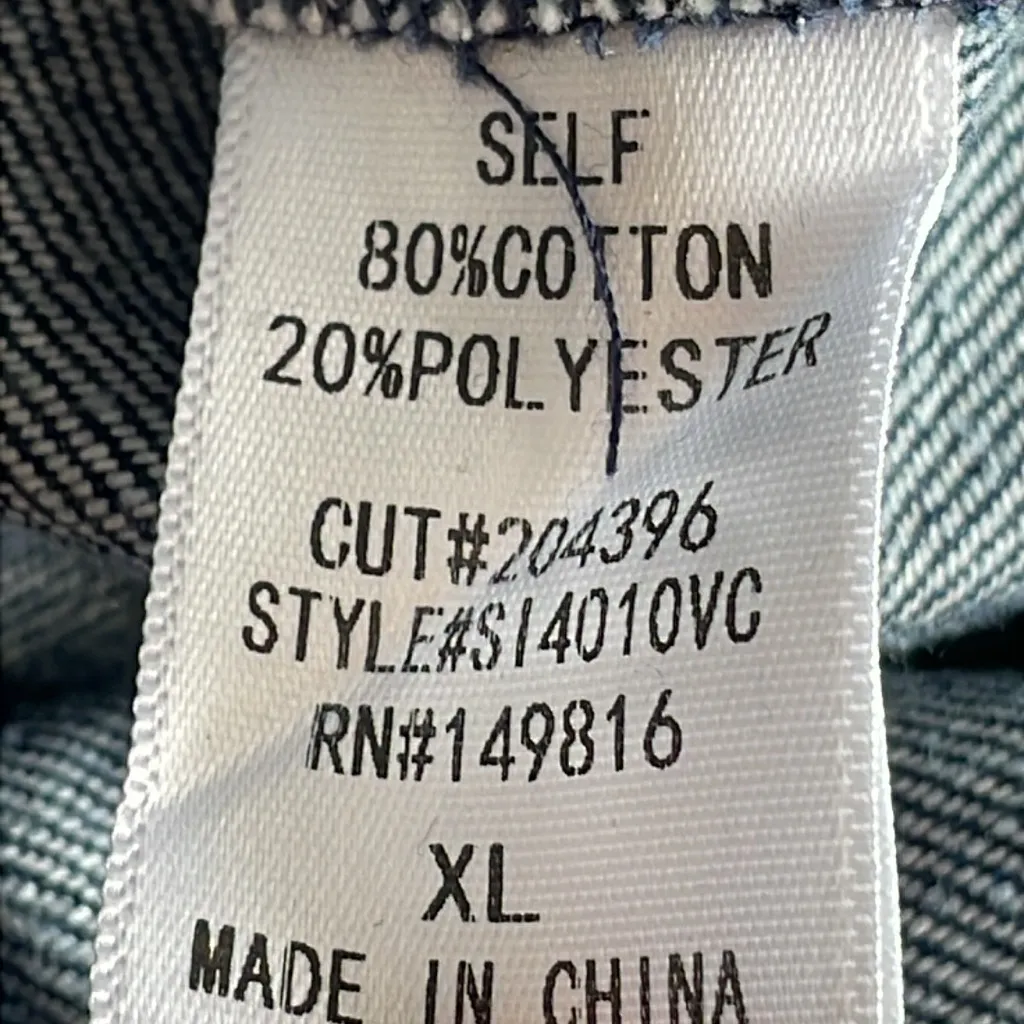 SELF
80%COTTON
20%POLYESTER
CUT#204396
STYLE#S14010VC
RN#149816
XL
MADE IN CHINA